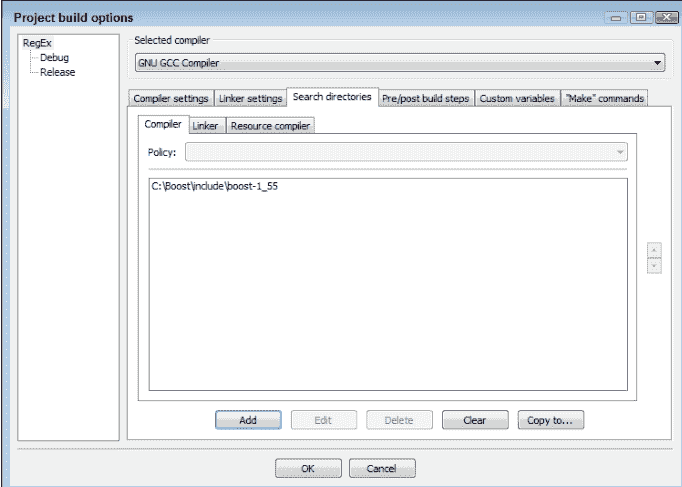 Project build options
RegEx
Debug
Release
Selected compiler
GNU GCC Compiler
Compiler settings Linker settings Search directories Pre/post build steps Custom variables "Make" commands
Compiler Linker Resource compiler
Policy:
C:\Boost\include\boost-1_55
Add Edit Delete Clear Copy to...
OK Cancel